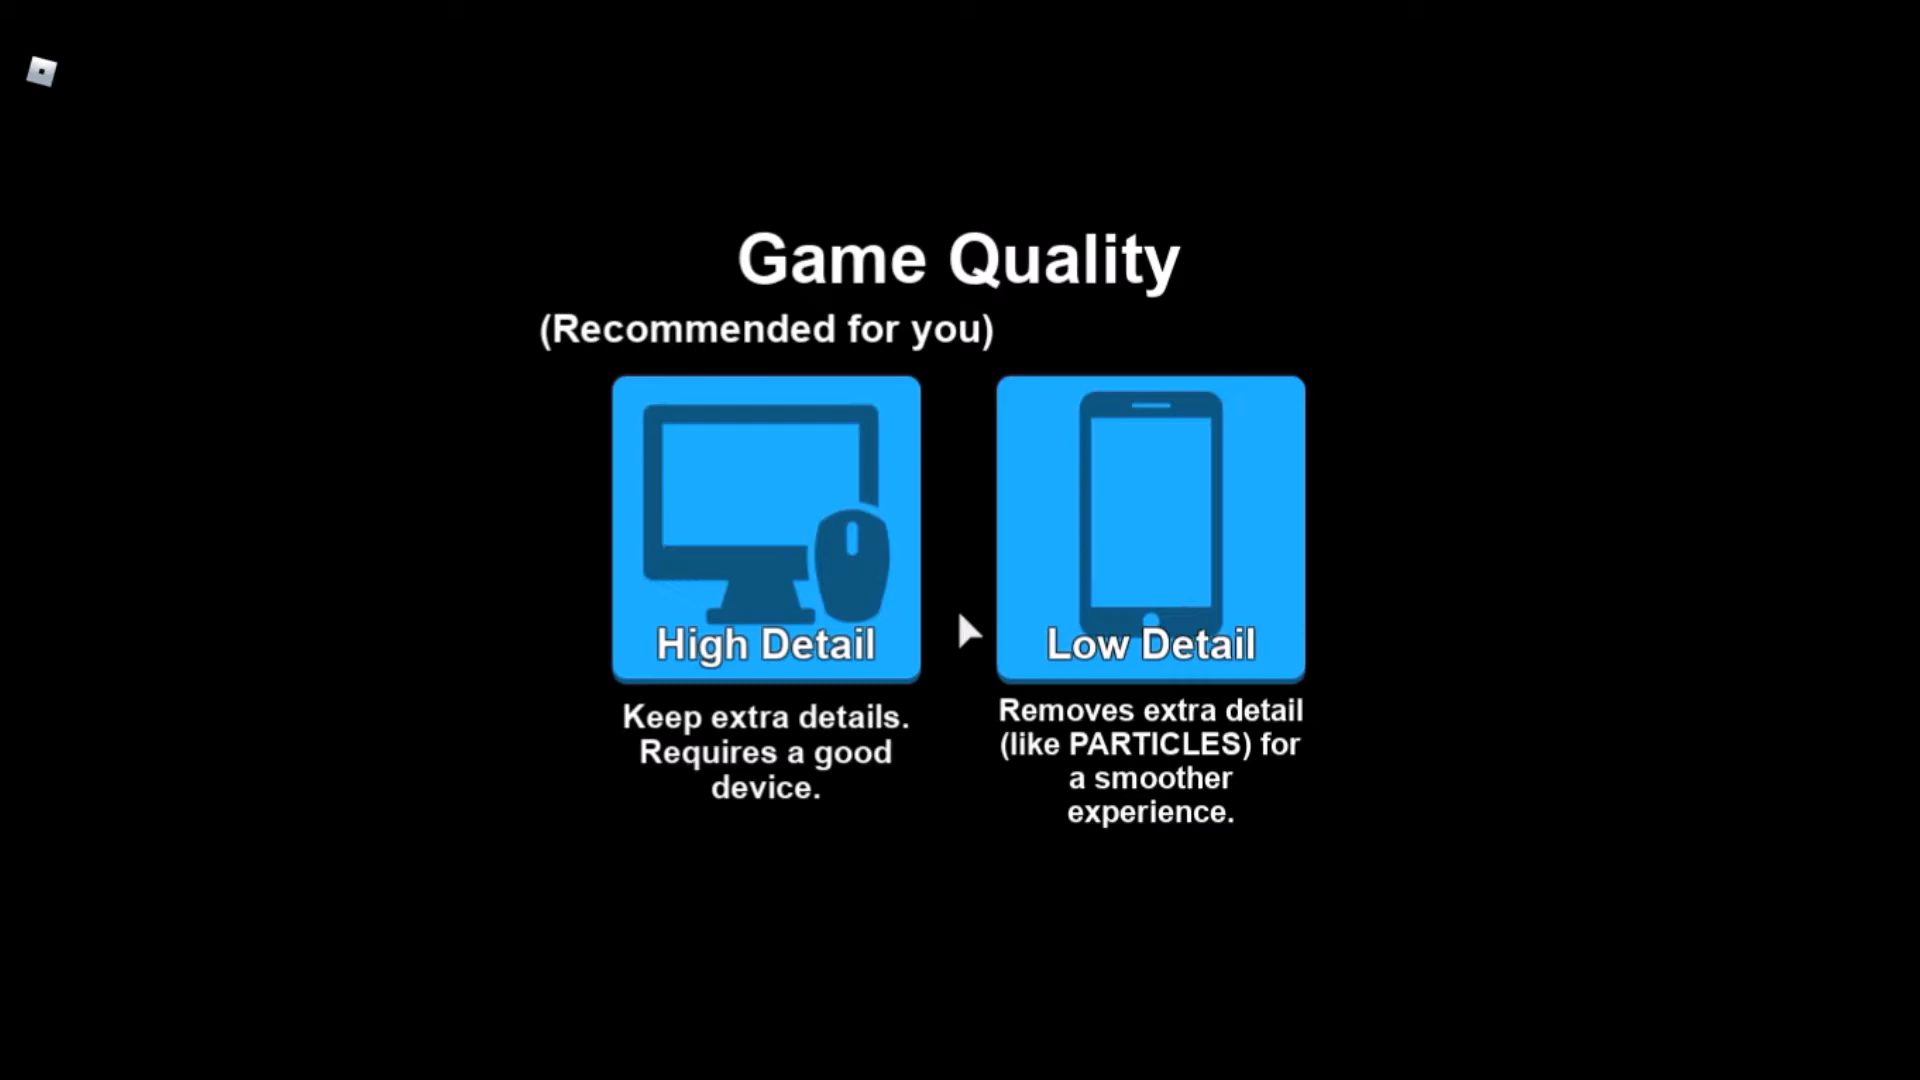 Game Quality
(Recommended for you)
High Detail
Keep extra details.
Requires a good
device.
Low Detail
Removes extra detail
(like PARTICLES) for
a smoother
experience.